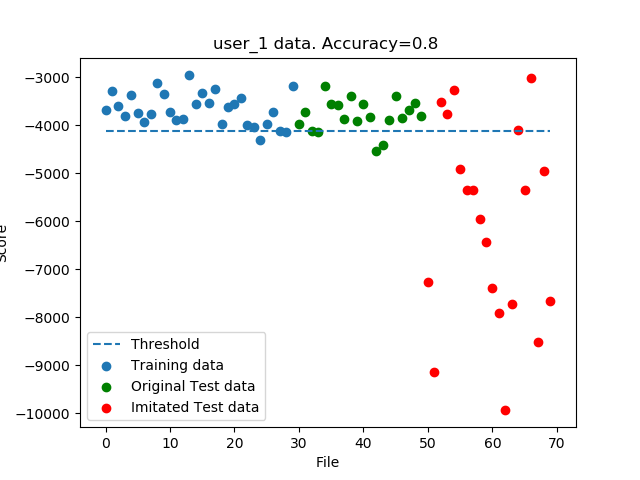 user_1 data. Accuracy=0.8
−3000
−4000
−5000
−6000
−7000
−8000
−9000
−10000
Score
Threshold
Training data
Original Test data
Imitated Test data
0 10 20 30 40 50 60 70
File